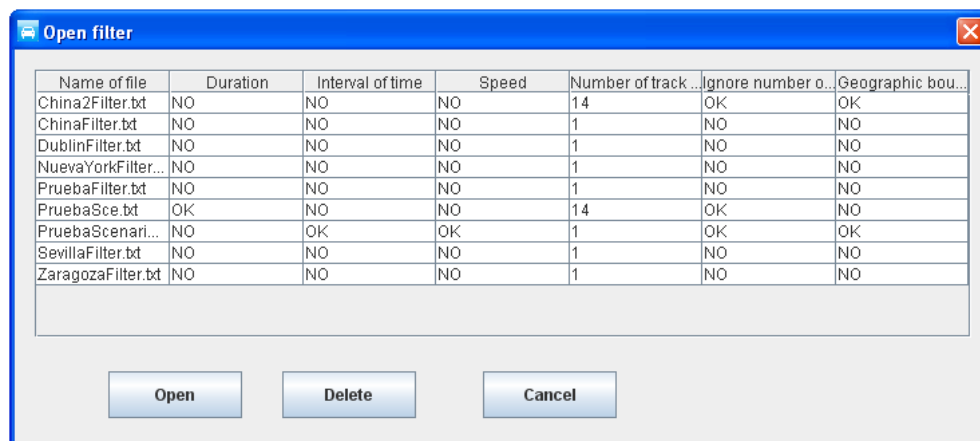 Open filter
Name of file Duration Interval of time Speed Number of track ... Ignore number o... Geographic bou...
China2Filter.txt NO NO NO 14 OK OK
ChinaFilter.txt NO NO NO 1 NO NO
DublinFilter.txt NO NO NO 1 NO NO
NuevaYorkFilter... NO NO NO 1 NO NO
PruebaFilter.txt NO NO NO 1 NO NO
PruebaSce.txt OK NO NO 14 OK NO
PruebaScenari... NO OK OK 1 OK OK
SevillaFilter.txt NO NO NO 1 NO NO
ZaragozaFilter.txt NO NO NO 1 NO NO
Open Delete Cancel